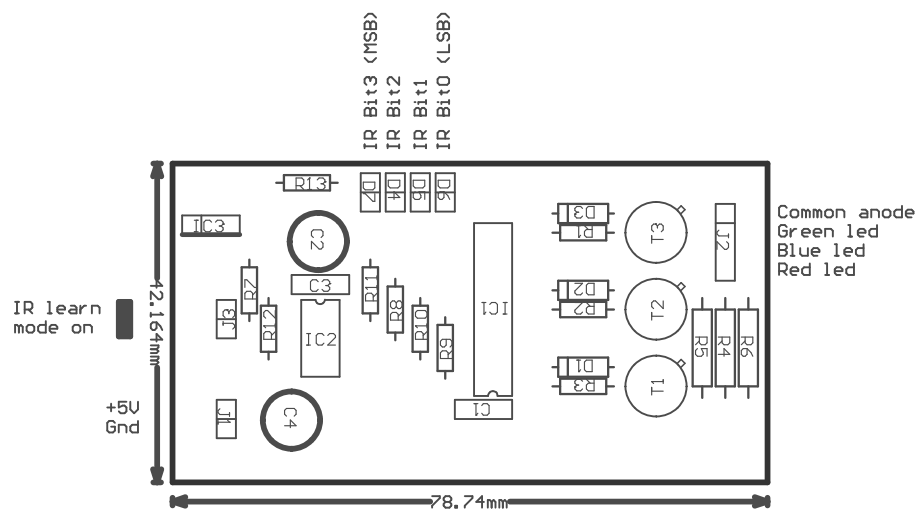 IR Bit3 (MSB)
IR Bit2
IR Bit1
IR Bit0 (LSB)
R13
D7
D4
D5
D6
IC3
C2
D3
R1
T3
J2
Common anode
Green led
Blue led
Red led
42.164mm
R7
C3
R11
R8
IC1
D2
R2
T2
IR learn
mode on
J3
R12
IC2
R10
R9
R5
R4
R6
D1
R3
T1
+5V
Gnd
J1
C4
C1
78.74mm